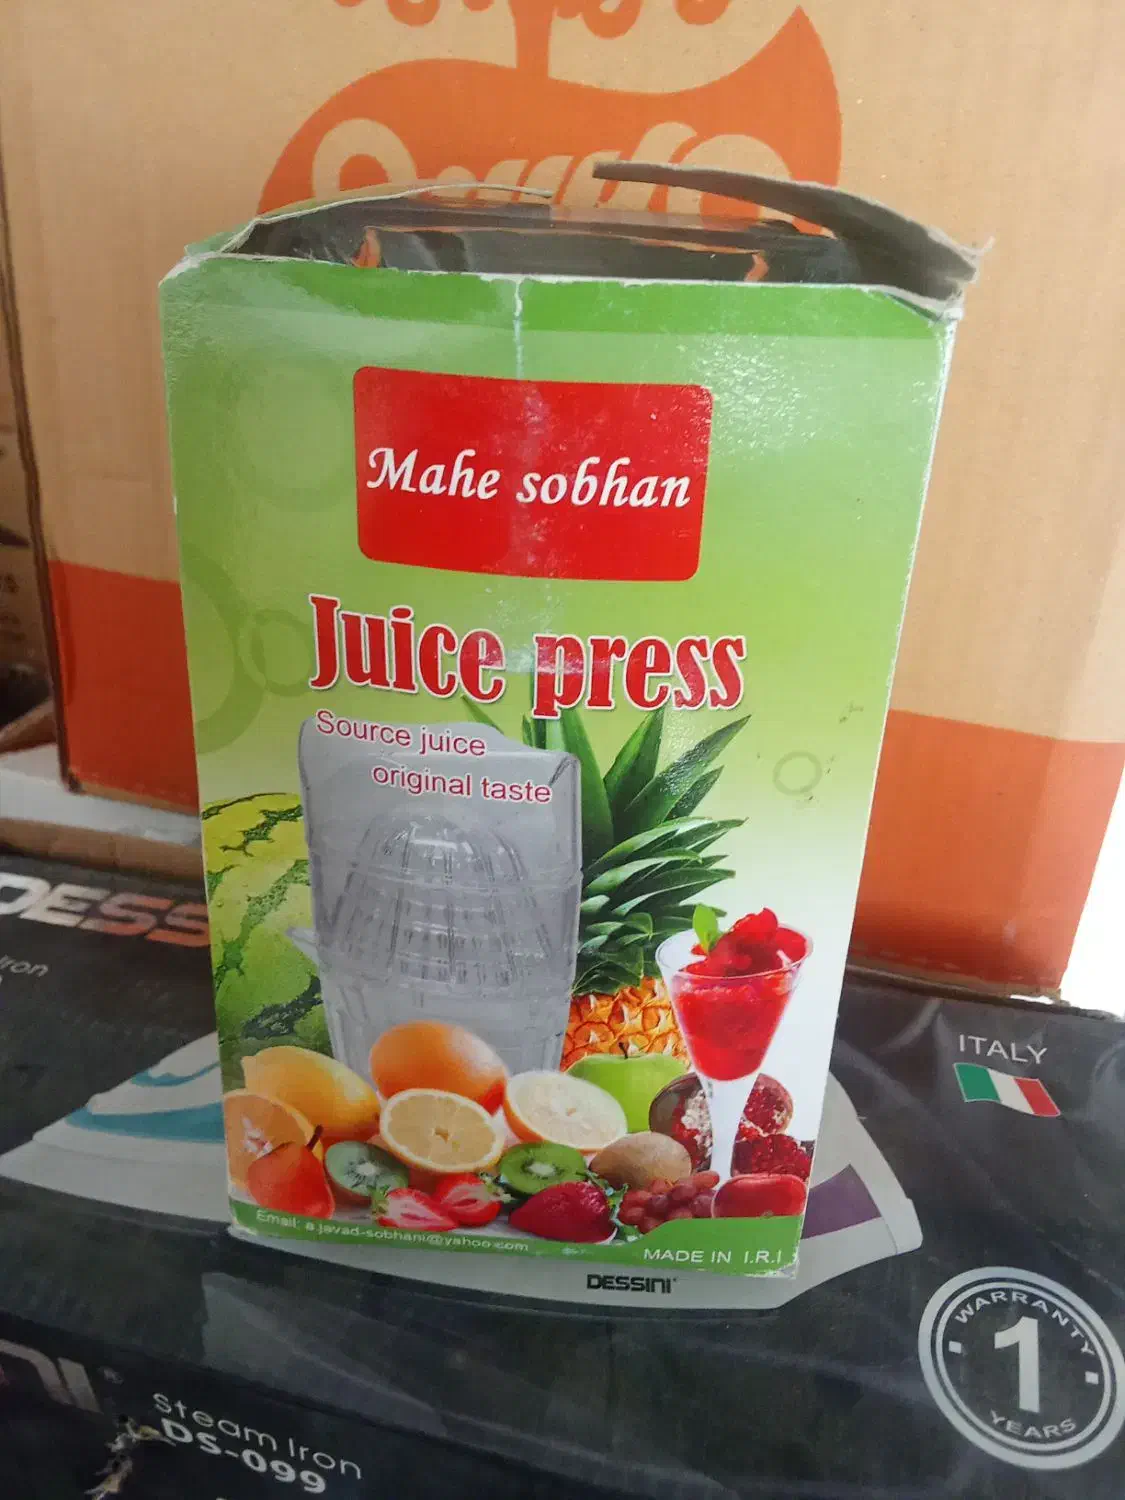 Mahe sobhan
Juice press
Source juice
original taste
Email: a.javad-sobhani@yahoo.com
MADE IN I.R.I
DESSINI
ITALY
WARRANTY
1
YEARS
Steam Iron
DS-099